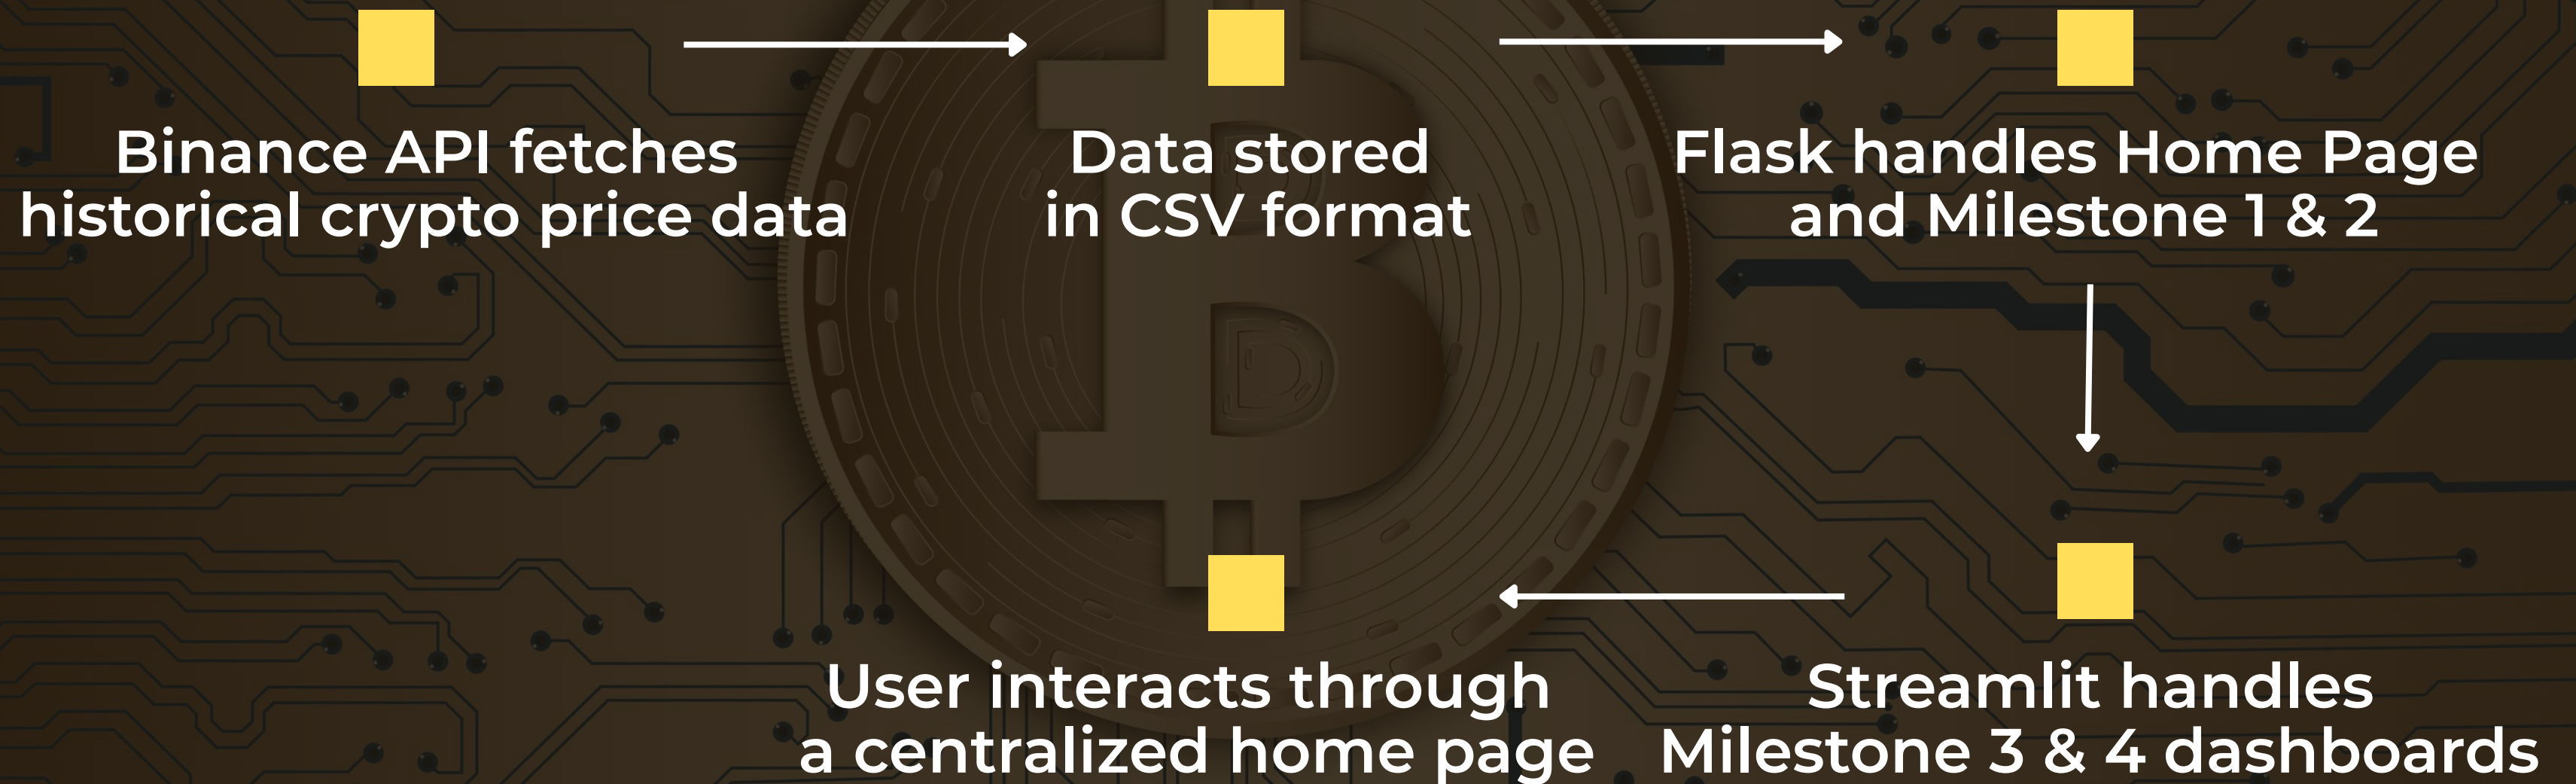 Binance API fetches
historical crypto price data
Data stored
in CSV format
Flask handles Home Page
and Milestone 1 & 2
Streamlit handles
Milestone 3 & 4 dashboards
User interacts through
a centralized home page